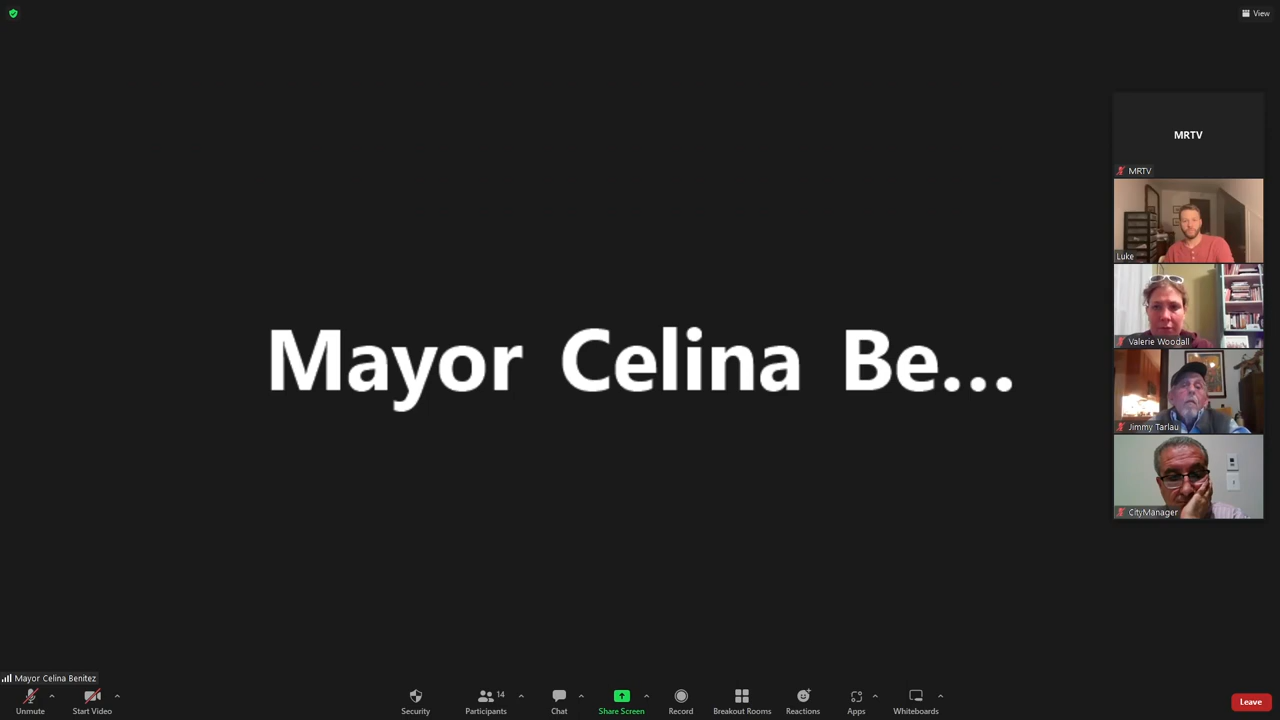 View
MRTV
MRTV
Luke
Valerie Woodall
Jimmy Tarlau
CityManager
Mayor Celina Be...
Mayor Celina Benitez
Unmute
Start Video
Security
Participants
14
Chat
Share Screen
Record
Breakout Rooms
Reactions
Apps
Whiteboards
Leave